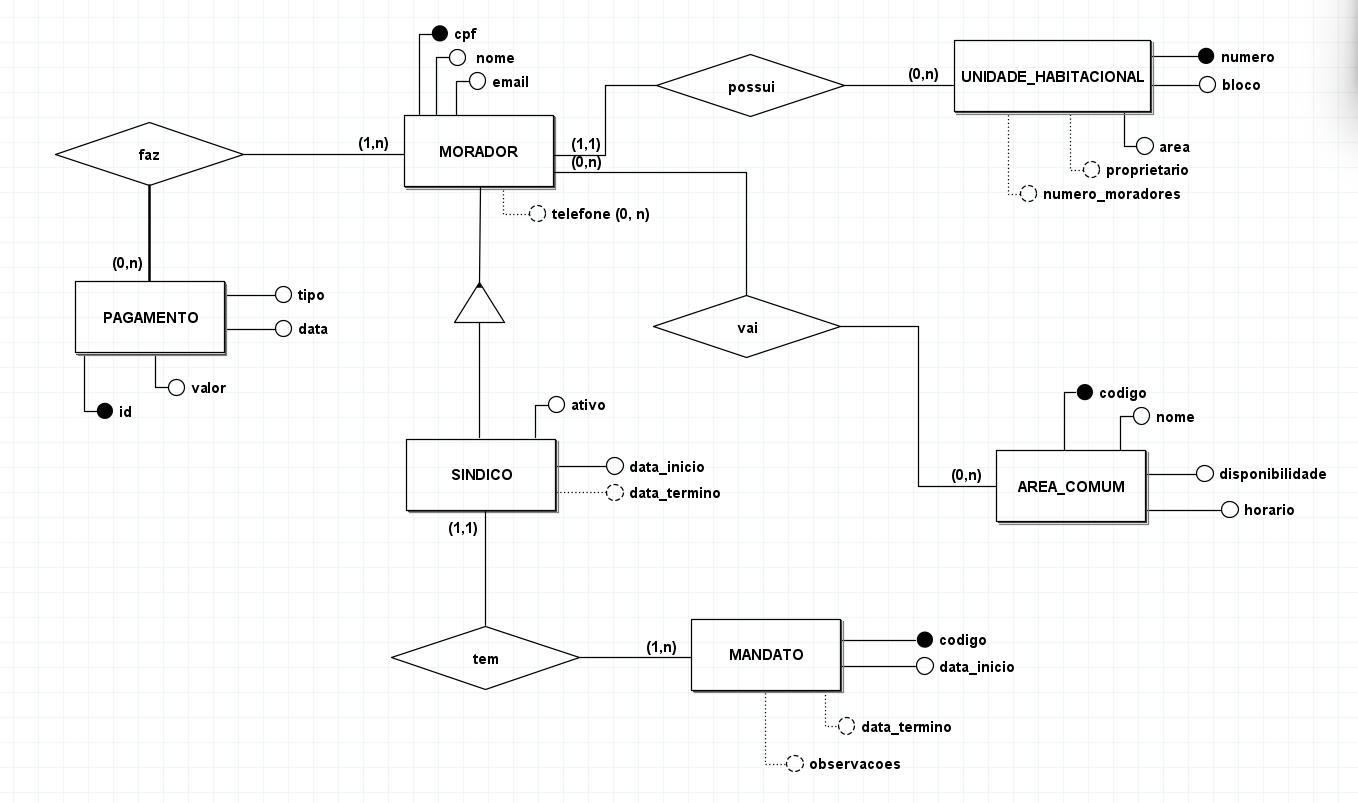 cpf
nome
email
MORADOR
telefone (0, n)
(1,n)
faz
(0,n)
PAGAMENTO
tipo
data
valor
id
(1,1)
possui
(0,n)
UNIDADE_HABITACIONAL
numero
bloco
area
proprietario
numero_moradores
(0,n)
vai
(0,n)
AREA_COMUM
codigo
nome
disponibilidade
horario
SINDICO
ativo
data_inicio
data_termino
(1,1)
tem
(1,n)
MANDATO
codigo
data_inicio
data_termino
observacoes